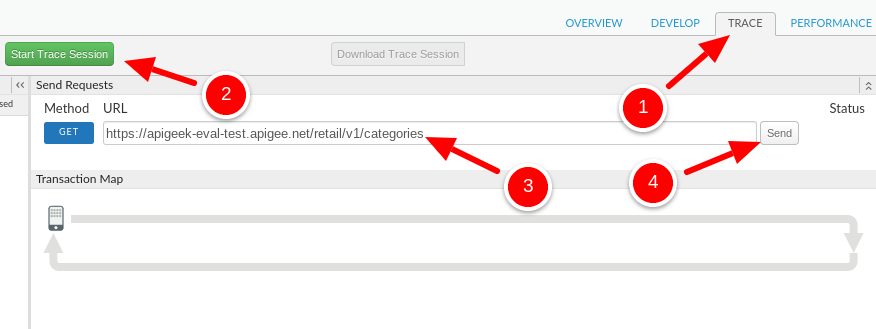 OVERVIEW DEVELOP TRACE PERFORMANCE
Start Trace Session Download Trace Session
1
2
« Send Requests
sed
Method URL Status
GET https://apigeek-eval-test.apigee.net/retail/v1/categories Send
3
4
Transaction Map